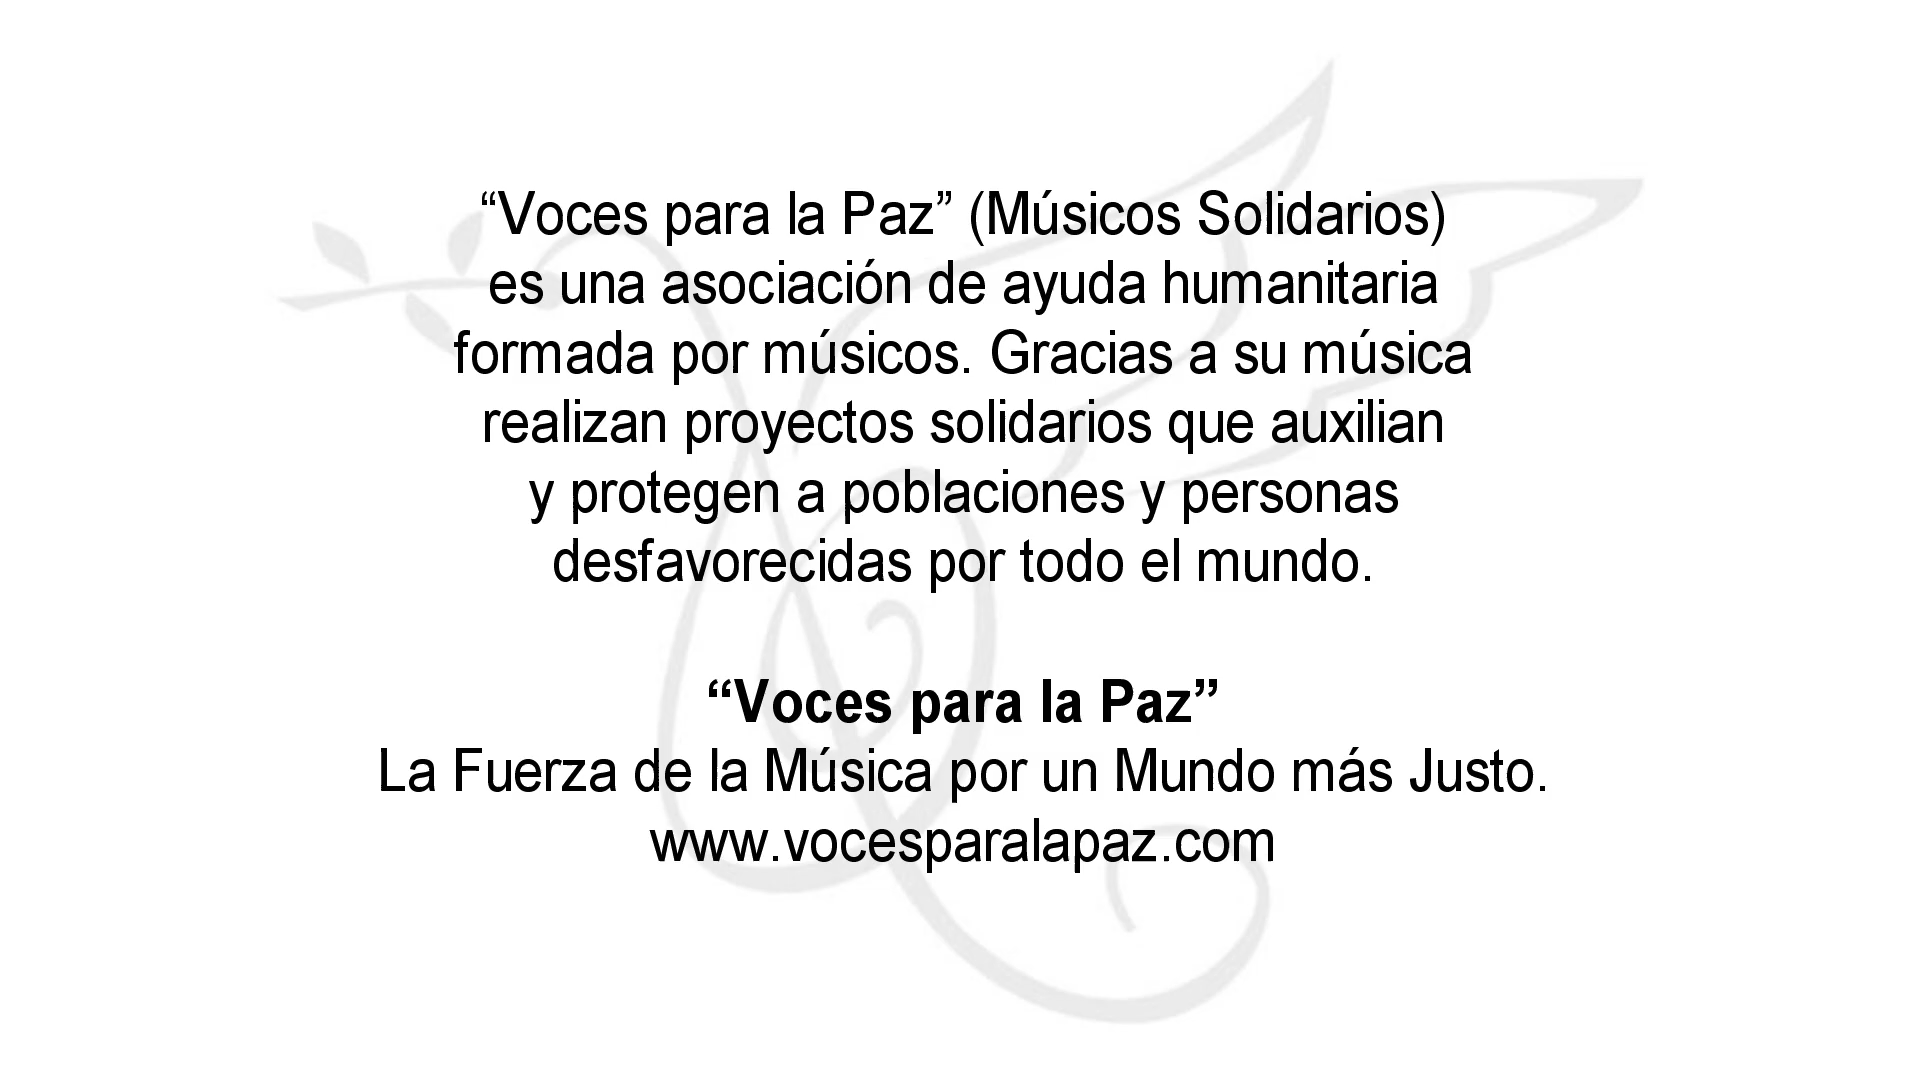 “Voces para la Paz” (Músicos Solidarios)
es una asociación de ayuda humanitaria
formada por músicos. Gracias a su música
realizan proyectos solidarios que auxilian
y protegen a poblaciones y personas
desfavorecidas por todo el mundo.
“Voces para la Paz”
La Fuerza de la Música por un Mundo más Justo.
www.vocesparalapaz.com